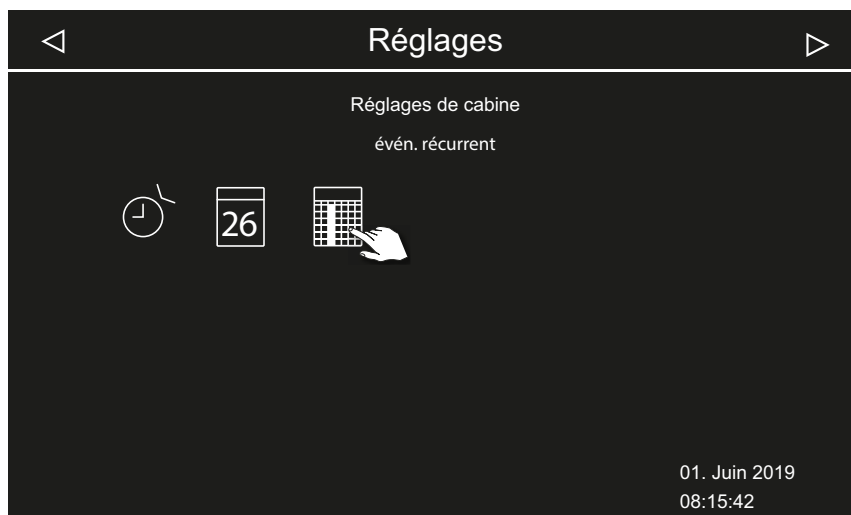 Réglages
Réglages de cabine
évén. récurrent
26
01. Juin 2019
08:15:42